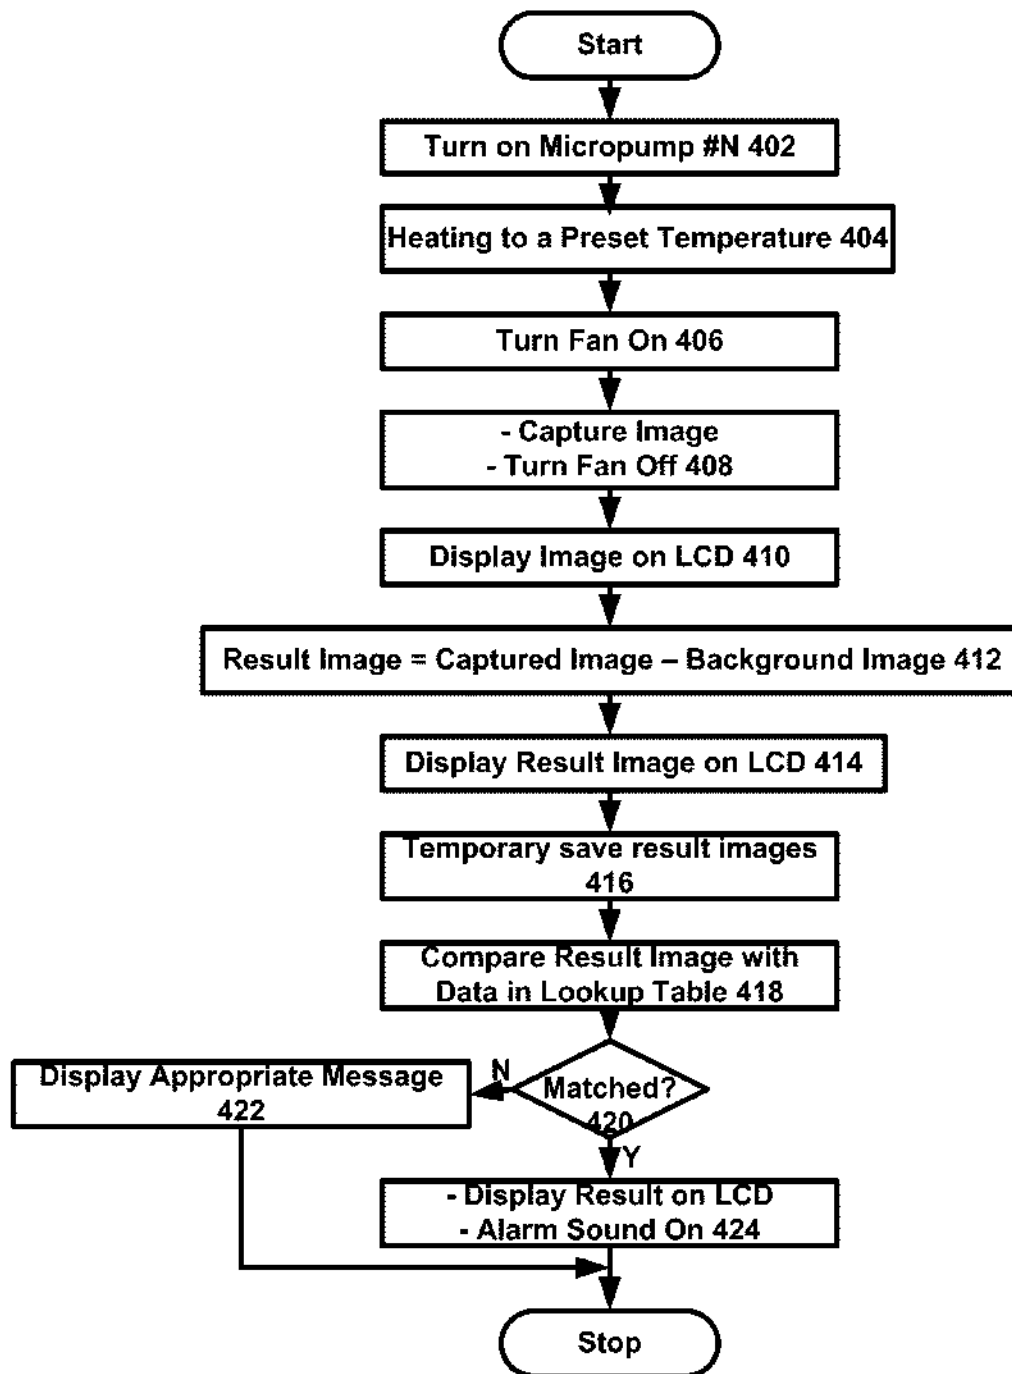 Start
Turn on Micropump #N 402
Heating to a Preset Temperature 404
Turn Fan On 406
- Capture Image
- Turn Fan Off 408
Display Image on LCD 410
Result Image = Captured Image – Background Image 412
Display Result Image on LCD 414
Temporary save result images
416
Compare Result Image with
Data in Lookup Table 418
Matched?
420
N
Display Appropriate Message
422
Y
- Display Result on LCD
- Alarm Sound On 424
Stop